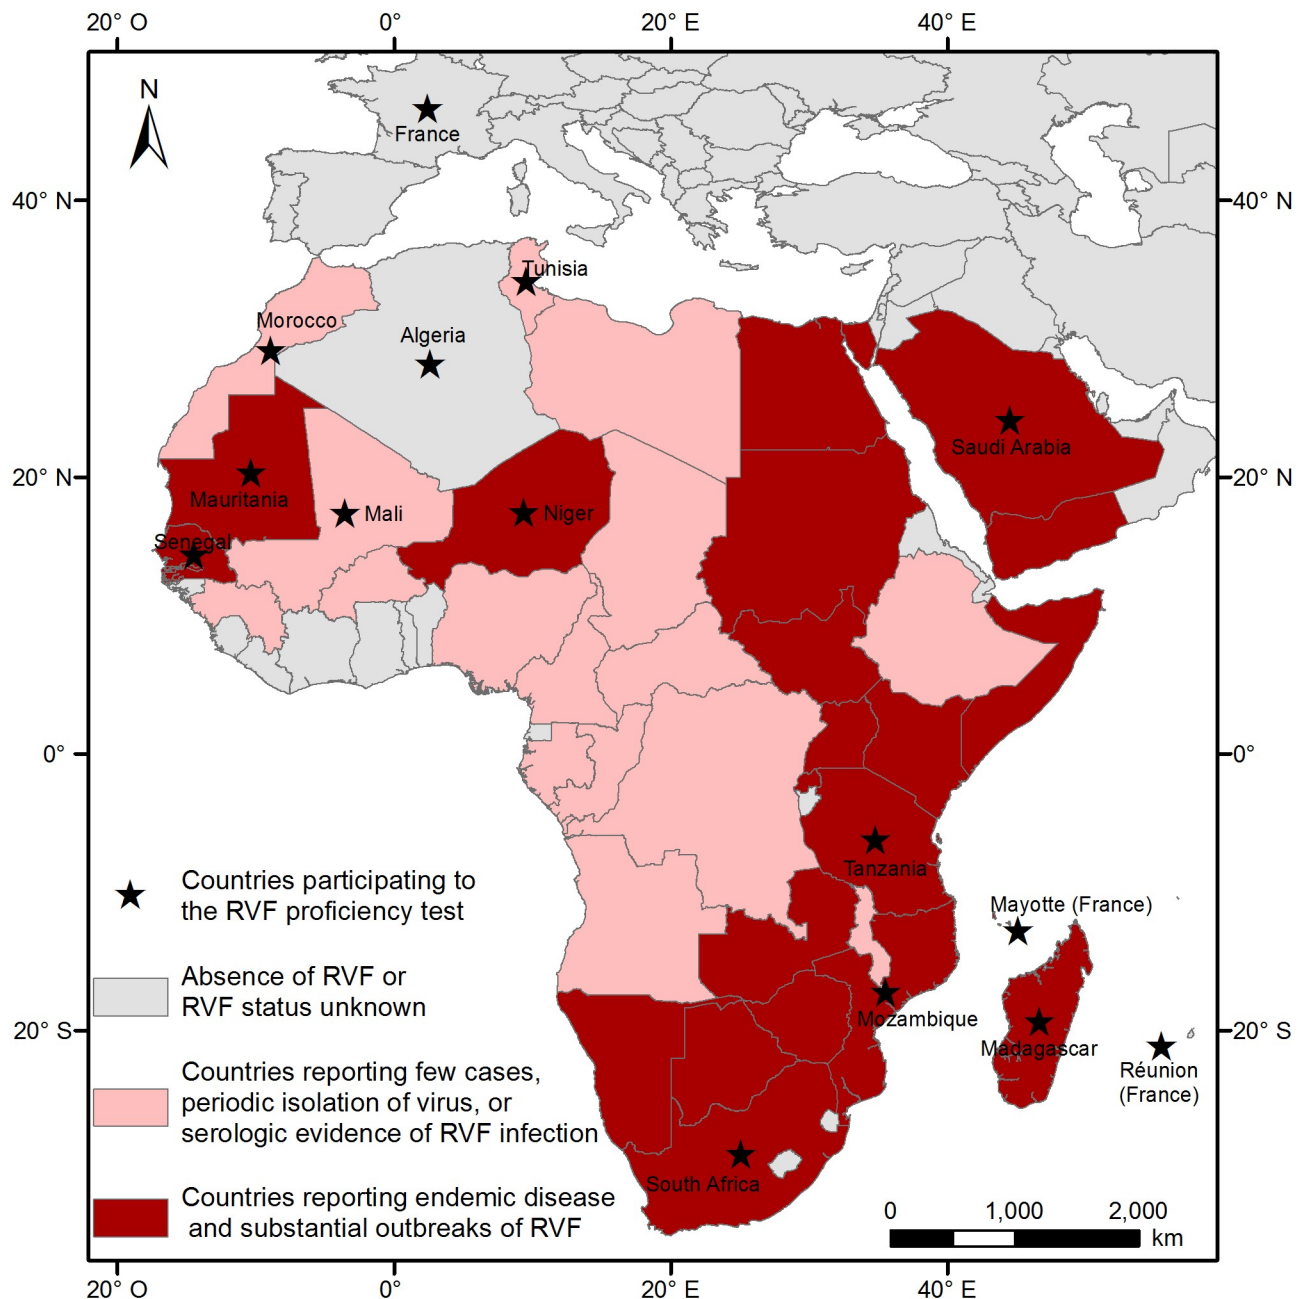 20° O 0° 20° E 40° E
N
France
40° N 40° N
Tunisia
Morocco
Algeria
Saudi Arabia
20° N 20° N
Mauritania
Mali
Niger
Senegal
0° 0°
Tanzania
Countries participating to
the RVF proficiency test
Mayotte (France)
Absence of RVF or
RVF status unknown
Mozambique
20° S 20° S
Madagascar
Réunion
(France)
Countries reporting few cases,
periodic isolation of virus, or
serologic evidence of RVF infection
South Africa
Countries reporting endemic disease
and substantial outbreaks of RVF
0 1,000 2,000
km
20° O 0° 20° E 40° E